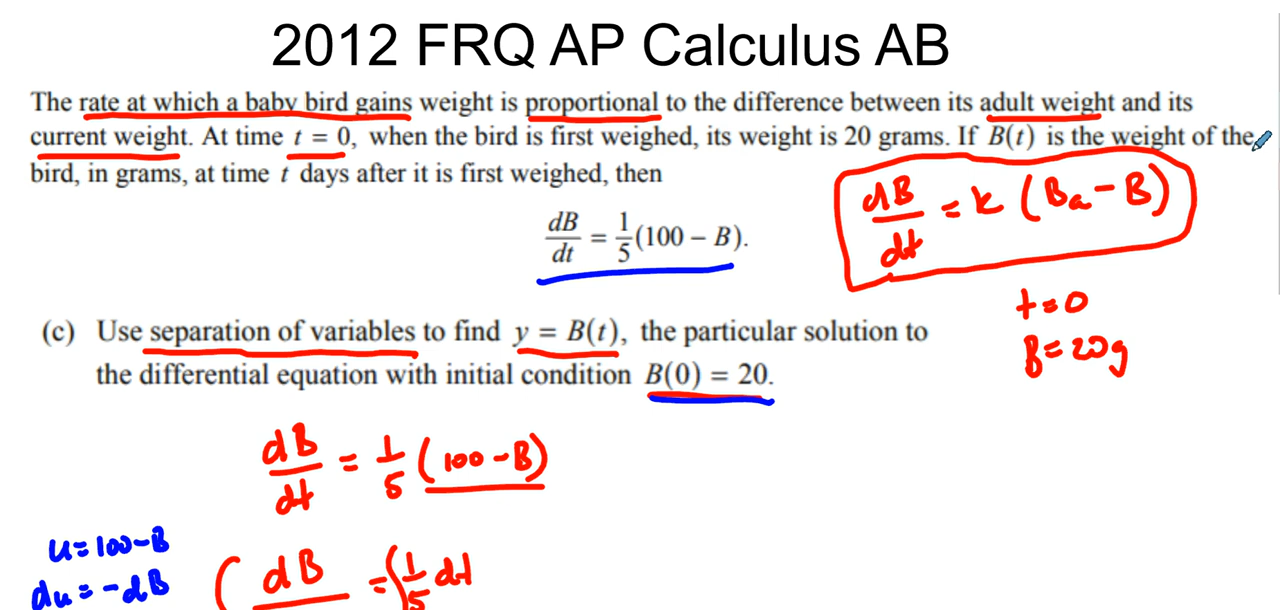 2012 FRQ AP Calculus AB
The rate at which a baby bird gains weight is proportional to the difference between its adult weight and its
current weight. At time t = 0, when the bird is first weighed, its weight is 20 grams. If B(t) is the weight of the
bird, in grams, at time t days after it is first weighed, then
dB/dt = 1/5(100 – B).
dB/dt = k (Ba - B)
t=0
B=20g
(c) Use separation of variables to find y = B(t), the particular solution to
the differential equation with initial condition B(0) = 20.
dB/dt = 1/5 (100-B)
u=100-B
du=-dB
∫ dB = ∫ 1/5 dt